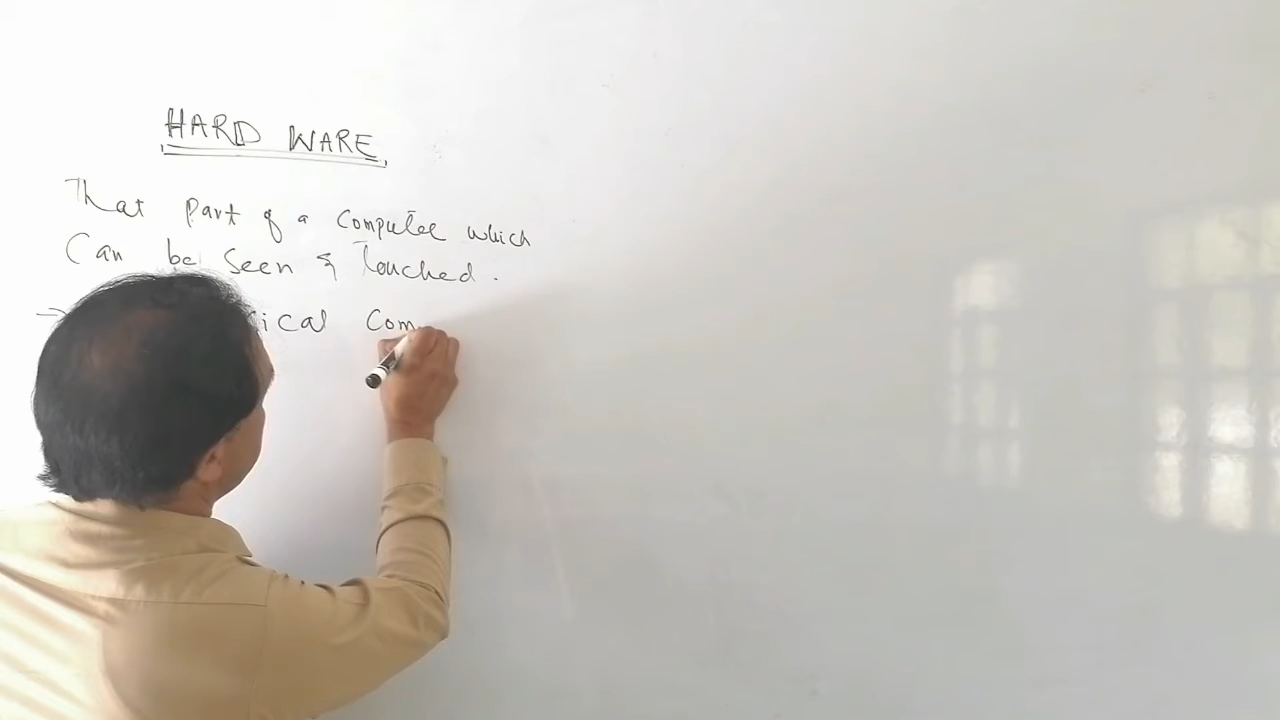 HARD WARE
That part of a Computer which
Can be Seen & Touched.
→ ical Com